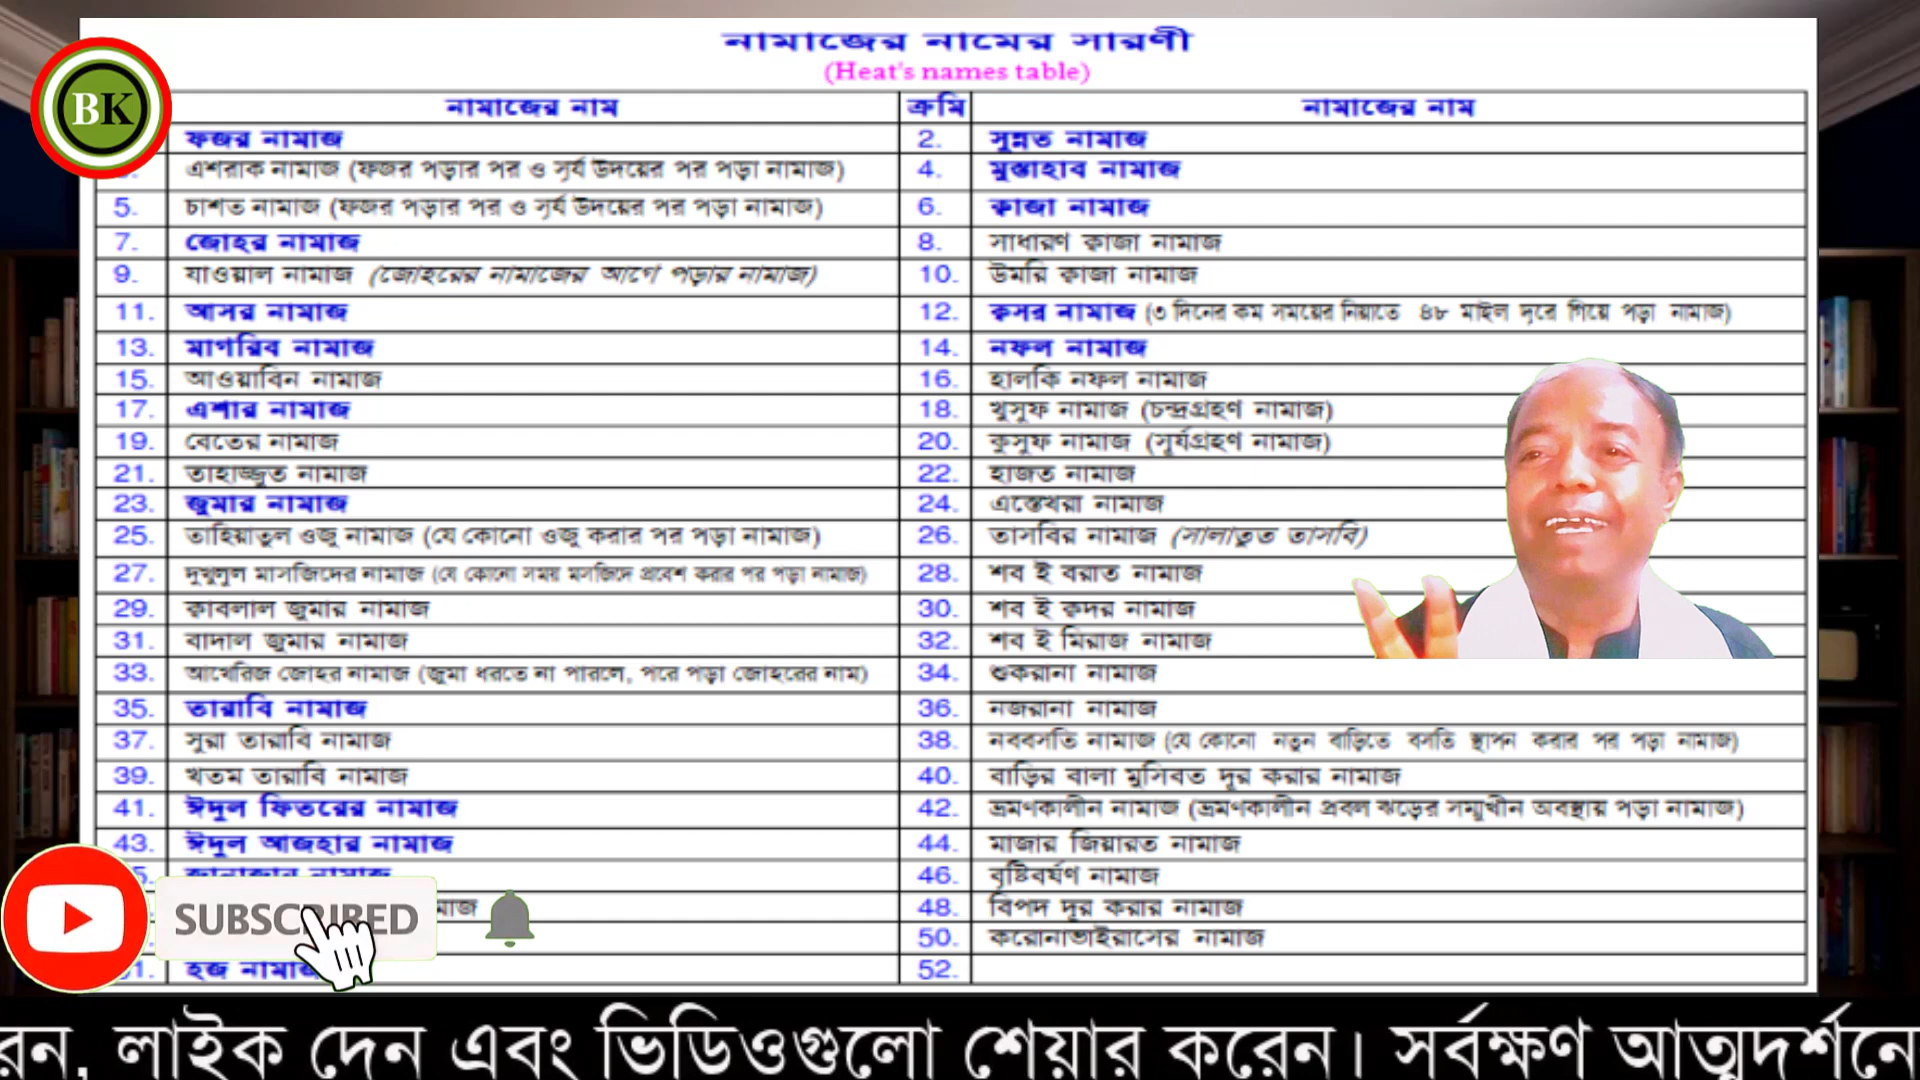 নামাজের নামের সারণী
(Heat's names table)
BK
নামাজের নাম ক্রমি নামাজের নাম
ফজর নামাজ 2. সুন্নত নামাজ
এশরাক নামাজ (ফজর পড়ার পর ও সূর্য উদয়ের পর পড়া নামাজ) 4. মুস্তাহাব নামাজ
5. চাশত নামাজ (ফজর পড়ার পর ও সূর্য উদয়ের পর পড়া নামাজ) 6. ক্বাজা নামাজ
7. জোহর নামাজ 8. সাধারণ ক্বাজা নামাজ
9. যাওয়াল নামাজ (জোহরের নামাজের আগে পড়ার নামাজ) 10. উমরি ক্বাজা নামাজ
11. আসর নামাজ 12. ক্বসর নামাজ (৩ দিনের কম সময়ের নিয়াতে ৪৮ মাইল দূরে গিয়ে পড়া নামাজ)
13. মাগরিব নামাজ 14. নফল নামাজ
15. আওয়াবিন নামাজ 16. হালকি নফল নামাজ
17. এশার নামাজ 18. খুসুফ নামাজ (চন্দ্রগ্রহণ নামাজ)
19. বেতের নামাজ 20. কুসুফ নামাজ (সূর্যগ্রহণ নামাজ)
21. তাহাজ্জুত নামাজ 22. হাজত নামাজ
23. জুমার নামাজ 24. এস্তেখরা নামাজ
25. তাহিয়াতুল ওজু নামাজ (যে কোনো ওজু করার পর পড়া নামাজ) 26. তাসবির নামাজ (সালাতুত তাসবি)
27. দুখুলুল মাসজিদের নামাজ (যে কোনো সময় মসজিদে প্রবেশ করার পর পড়া নামাজ) 28. শব ই বরাত নামাজ
29. ক্বাবলাল জুমার নামাজ 30. শব ই ক্বদর নামাজ
31. বাদাল জুমার নামাজ 32. শব ই মিরাজ নামাজ
33. আখেরিজ জোহর নামাজ (জুমা ধরতে না পারলে, পরে পড়া জোহরের নাম) 34. শুকরানা নামাজ
35. তারাবি নামাজ 36. নজরানা নামাজ
37. সুরা তারাবি নামাজ 38. নববসতি নামাজ (যে কোনো নতুন বাড়িতে বসতি স্থাপন করার পর পড়া নামাজ)
39. খতম তারাবি নামাজ 40. বাড়ির বালা মুসিবত দূর করার নামাজ
41. ঈদুল ফিতরের নামাজ 42. ভ্রমণকালীন নামাজ (ভ্রমণকালীন প্রবল ঝড়ের সম্মুখীন অবস্থায় পড়া নামাজ)
43. ঈদুল আজহার নামাজ 44. মাজার জিয়ারত নামাজ
জানাজার নামাজ 46. বৃষ্টিবর্ষণ নামাজ
48. বিপদ দূর করার নামাজ
SUBSCRIBED
50. করোনাভাইরাসের নামাজ
হজ নামাজ 52.
রন, লাইক দেন এবং ভিডিওগুলো শেয়ার করেন। সর্বক্ষণ আত্মদর্শনে